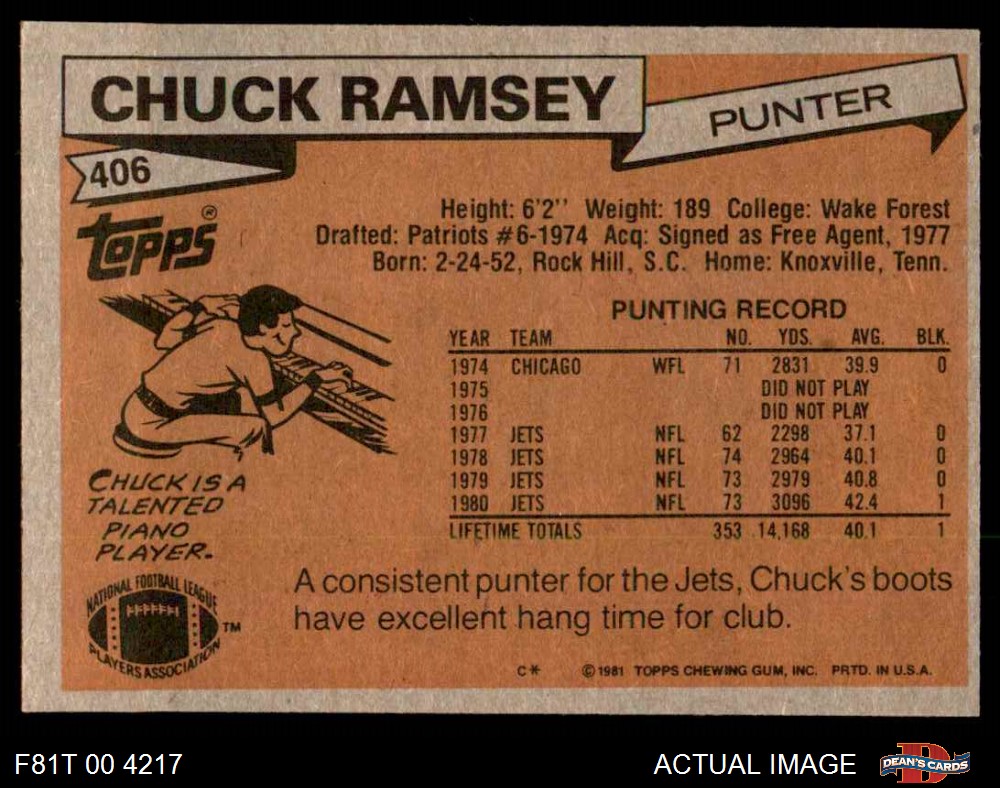 CHUCK RAMSEY
PUNTER
406
TOPPS®
Height: 6'2'' Weight: 189 College: Wake Forest
Drafted: Patriots #6-1974 Acq: Signed as Free Agent, 1977
Born: 2-24-52, Rock Hill, S.C. Home: Knoxville, Tenn.
PUNTING RECORD
YEAR TEAM NO. YDS. AVG. BLK.
1974 CHICAGO WFL 71 2831 39.9 0
1975 DID NOT PLAY
1976 DID NOT PLAY
1977 JETS NFL 62 2298 37.1 0
1978 JETS NFL 74 2964 40.1 0
1979 JETS NFL 73 2979 40.8 0
1980 JETS NFL 73 3096 42.4 1
LIFETIME TOTALS 353 14,168 40.1 1
CHUCK IS A
TALENTED
PIANO
PLAYER.
NATIONAL FOOTBALL LEAGUE
PLAYERS ASSOCIATION
TM
A consistent punter for the Jets, Chuck's boots
have excellent hang time for club.
C* © 1981 TOPPS CHEWING GUM, INC. PRTD. IN U.S.A.
F81T 00 4217
ACTUAL IMAGE
D
DEAN'S CARDS